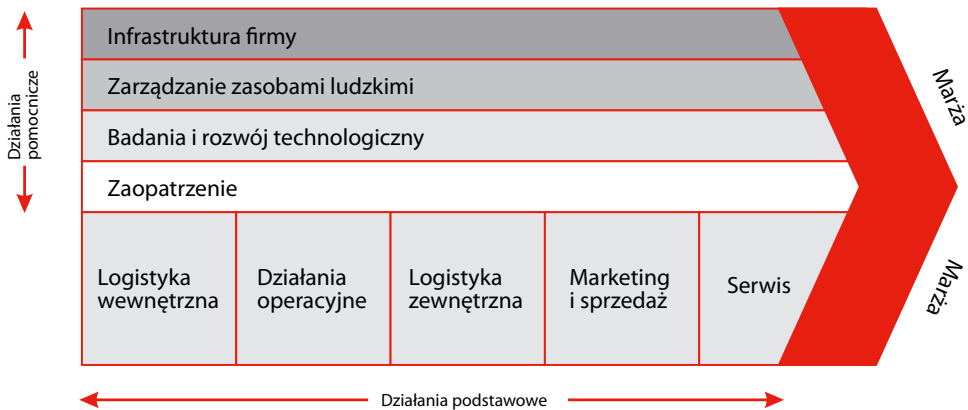 Działania
pomocnicze
Infrastruktura firmy
Zarządzanie zasobami ludzkimi
Badania i rozwój technologiczny
Zaopatrzenie
Logistyka
wewnętrzna
Działania
operacyjne
Logistyka
zewnętrzna
Marketing
i sprzedaż
Serwis
Marża
Marża
Działania podstawowe